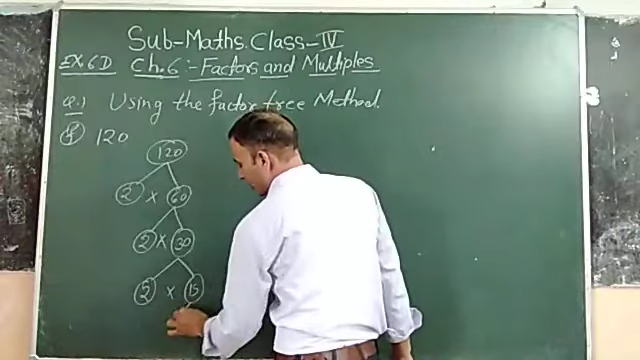 Sub-Maths. Class-IV
EX.6D Ch.6:- Factors and Multiples
Q.1) Using the factor tree Method.
120
120
2 x 60
2 x 30
2 x 15